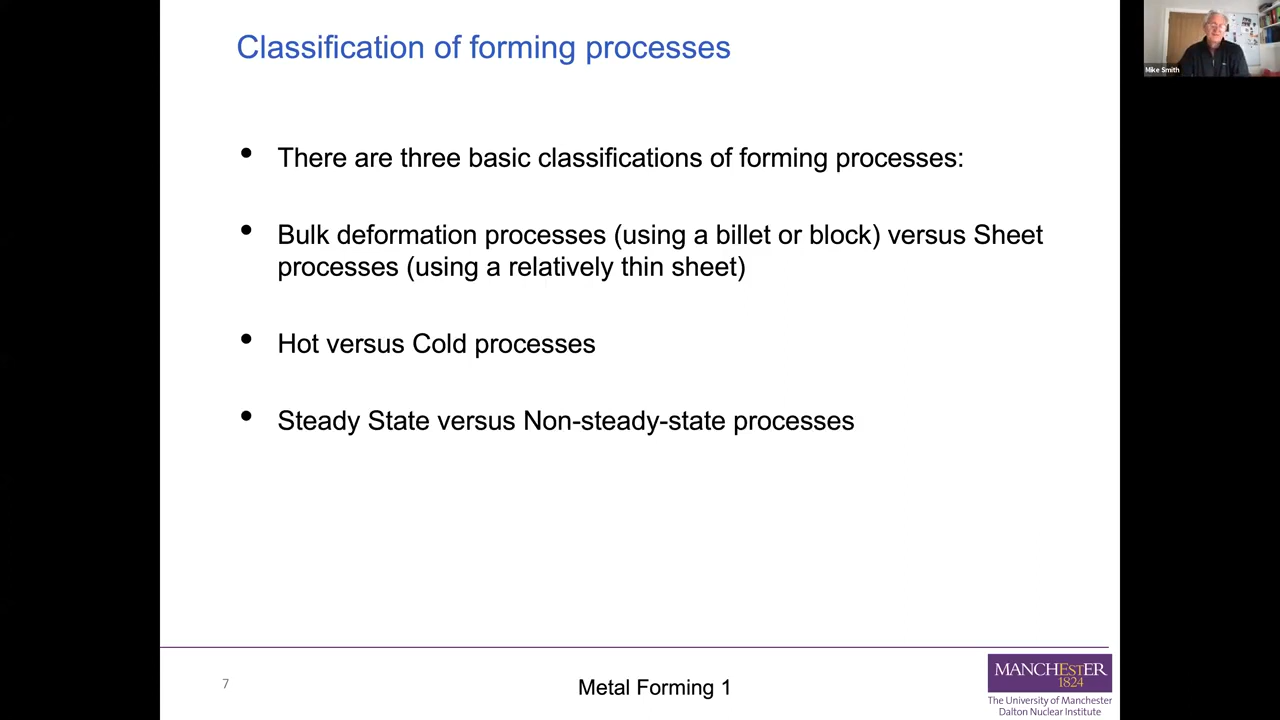 Classification of forming processes
Mike Smith
• There are three basic classifications of forming processes:
• Bulk deformation processes (using a billet or block) versus Sheet
processes (using a relatively thin sheet)
• Hot versus Cold processes
• Steady State versus Non-steady-state processes
7
Metal Forming 1
MANCHESTER
1824
The University of Manchester
Dalton Nuclear Institute